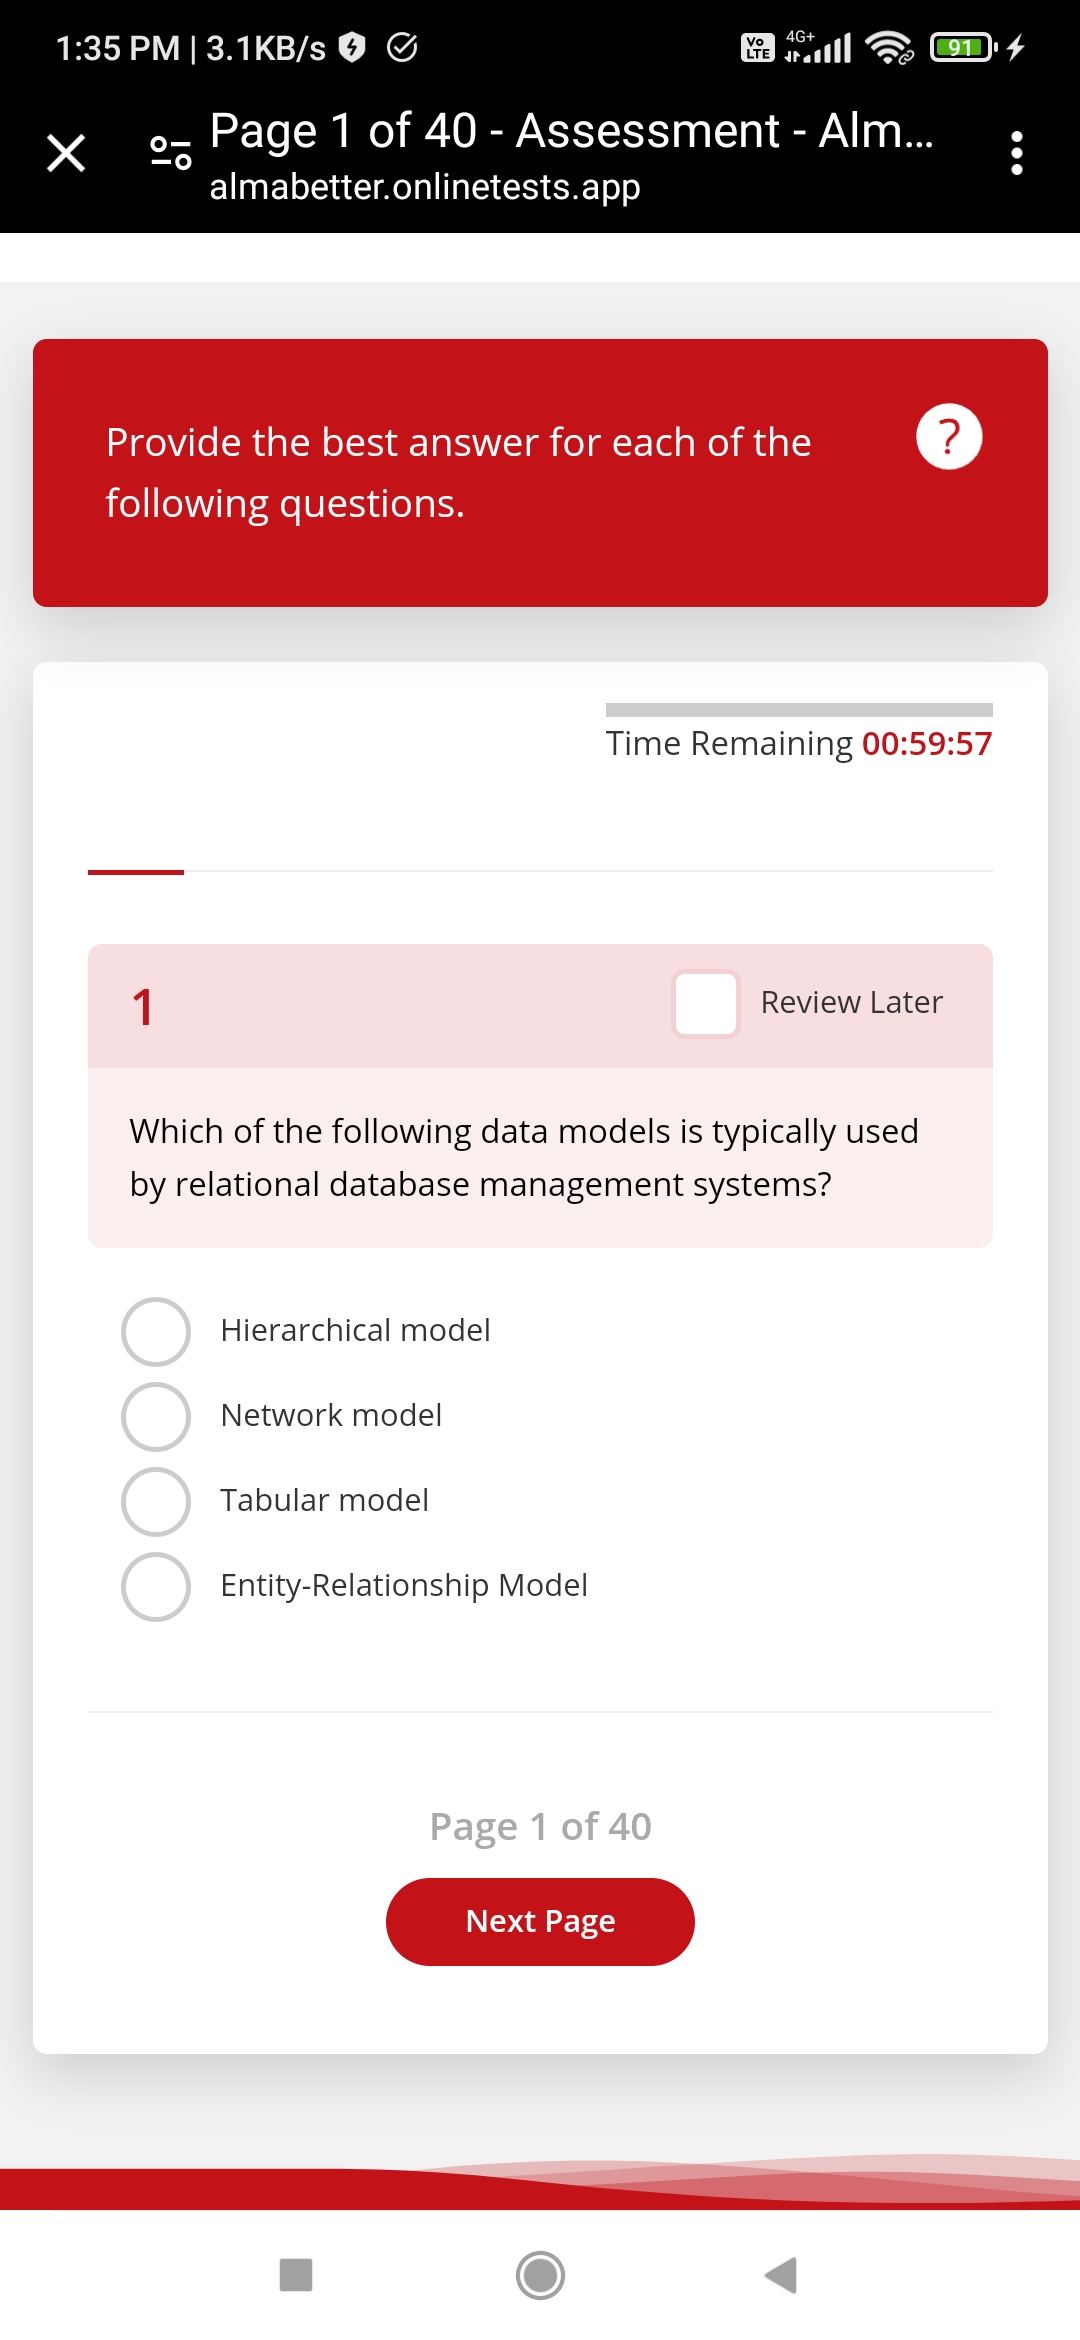 1:35 PM | 3.1KB/s
Vo LTE 4G+ 91
Page 1 of 40 - Assessment - Alm...
almabetter.onlinetests.app
Provide the best answer for each of the
following questions.
?
Time Remaining 00:59:57
1
Review Later
Which of the following data models is typically used
by relational database management systems?
Hierarchical model
Network model
Tabular model
Entity-Relationship Model
Page 1 of 40
Next Page